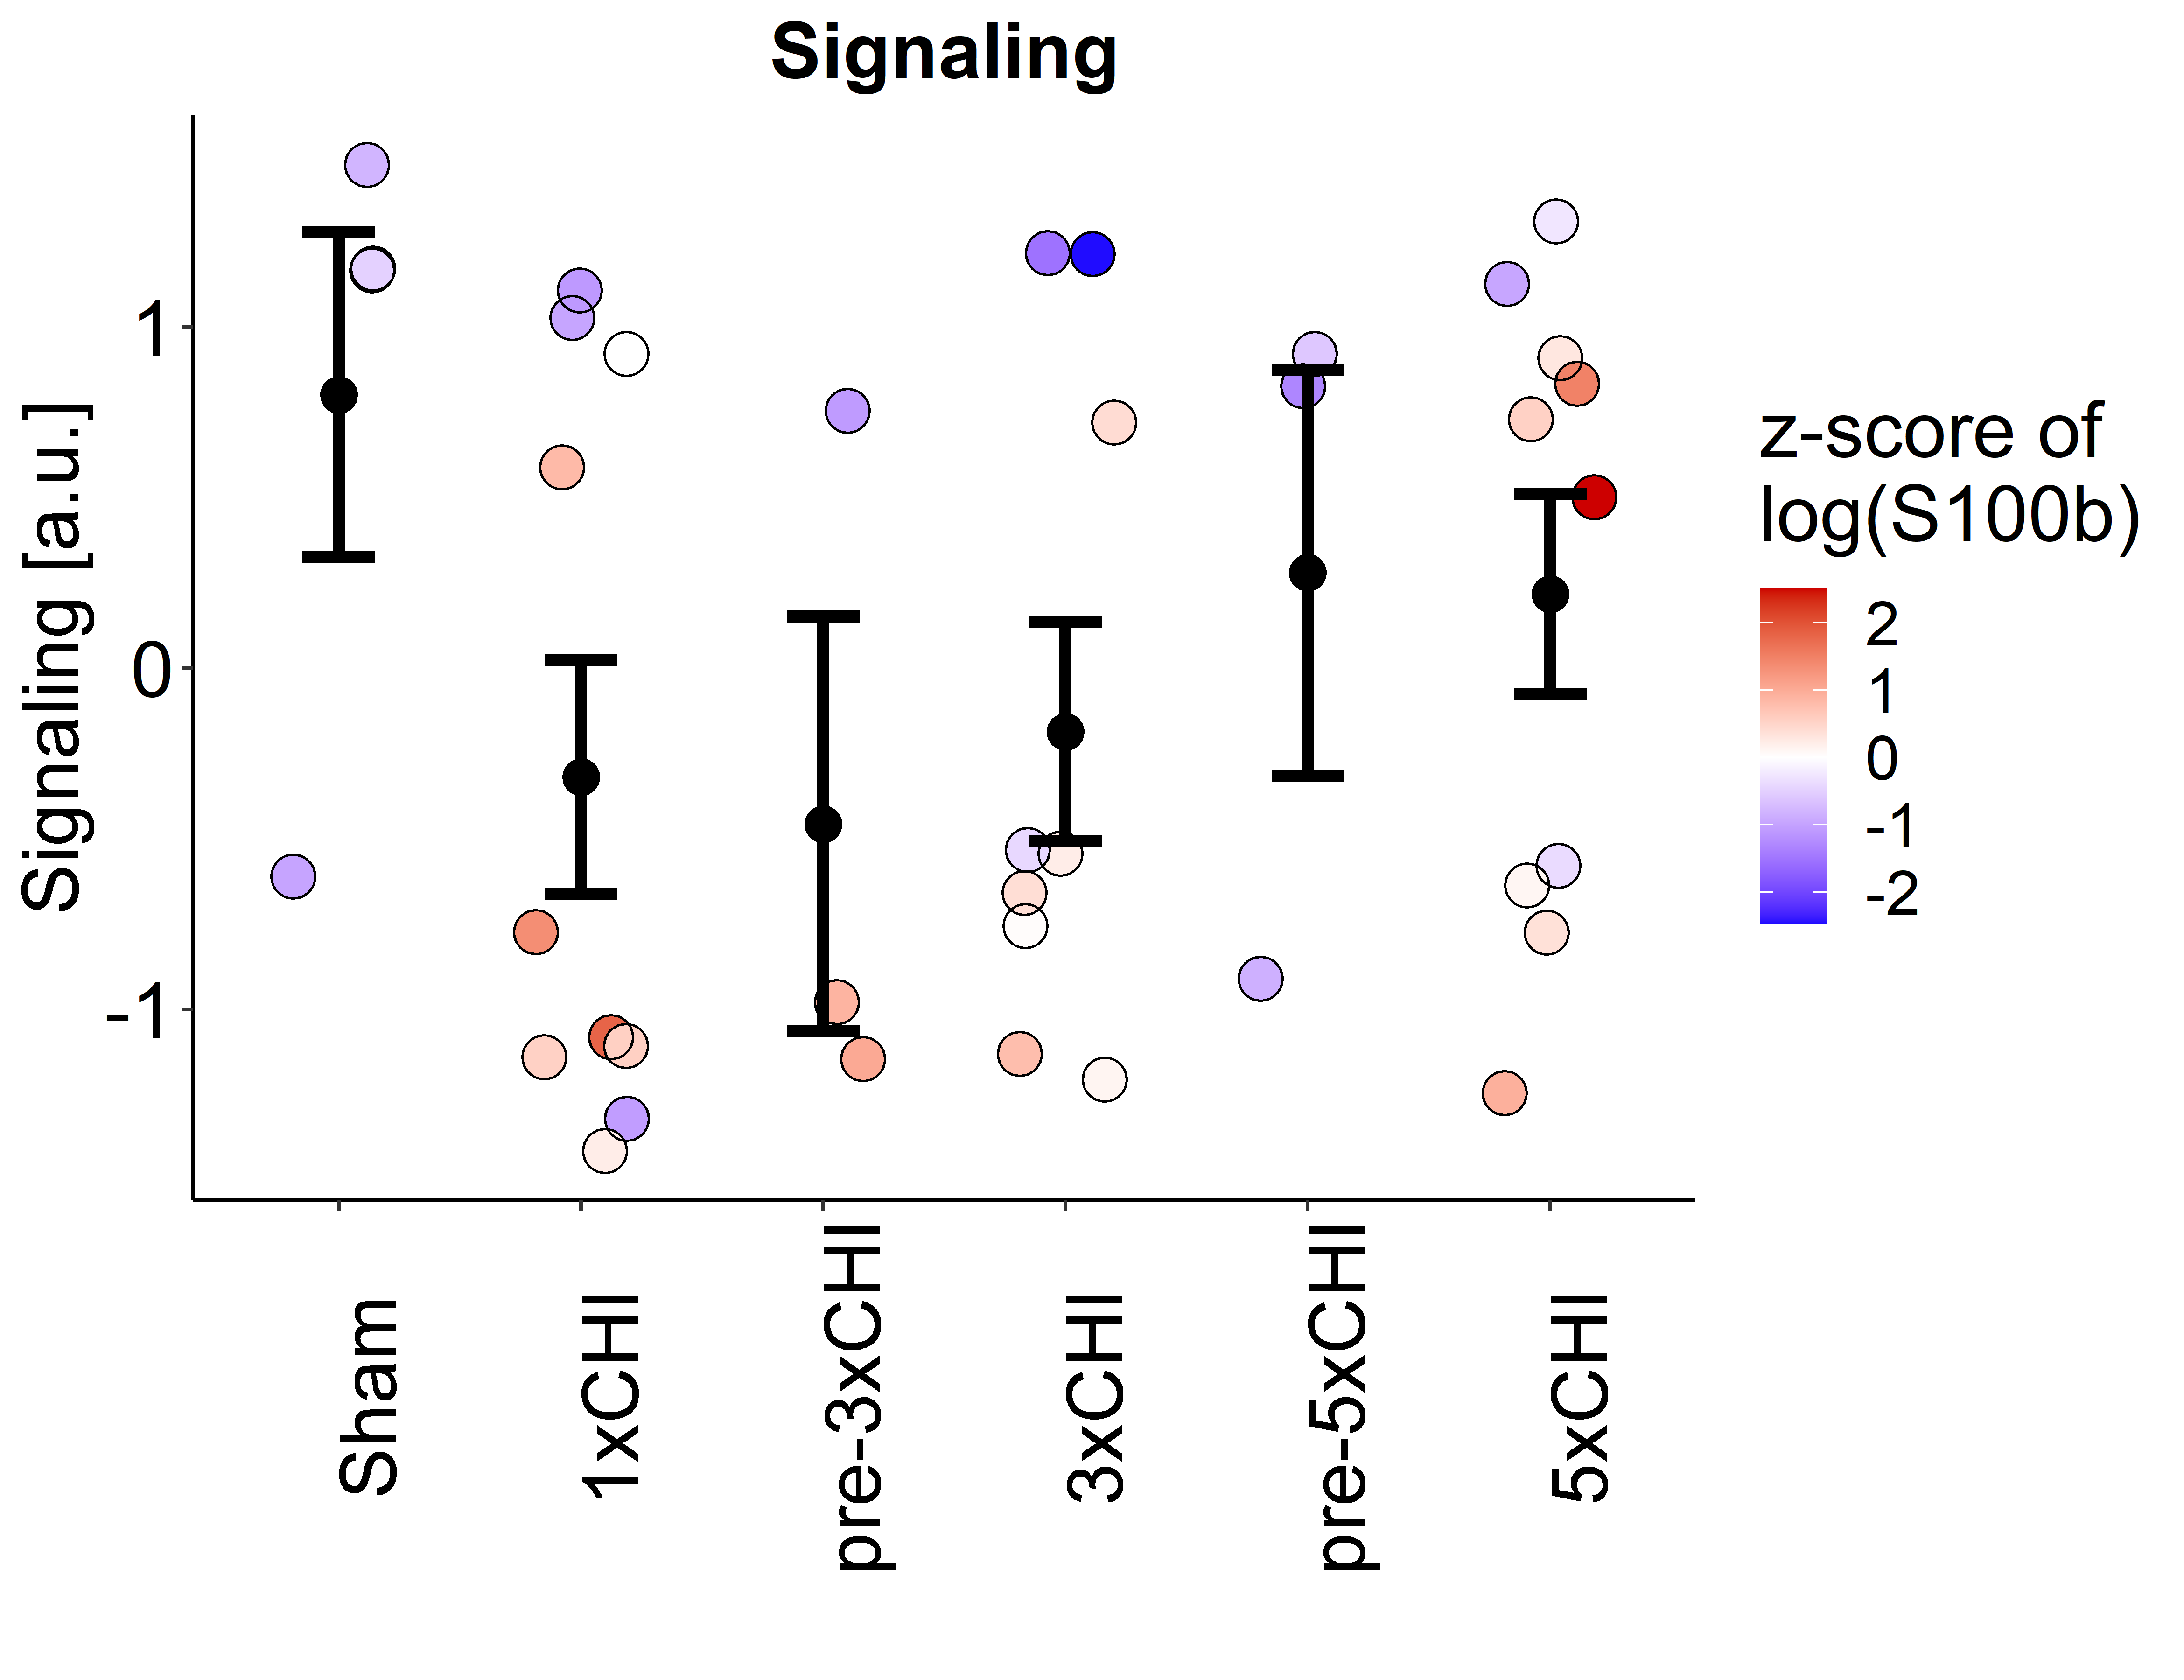 Signaling
Signaling [a.u.]
1
0
-1
Sham
1xCHI
pre-3xCHI
3xCHI
pre-5xCHI
5xCHI
z-score of
log(S100b)
2
1
0
-1
-2